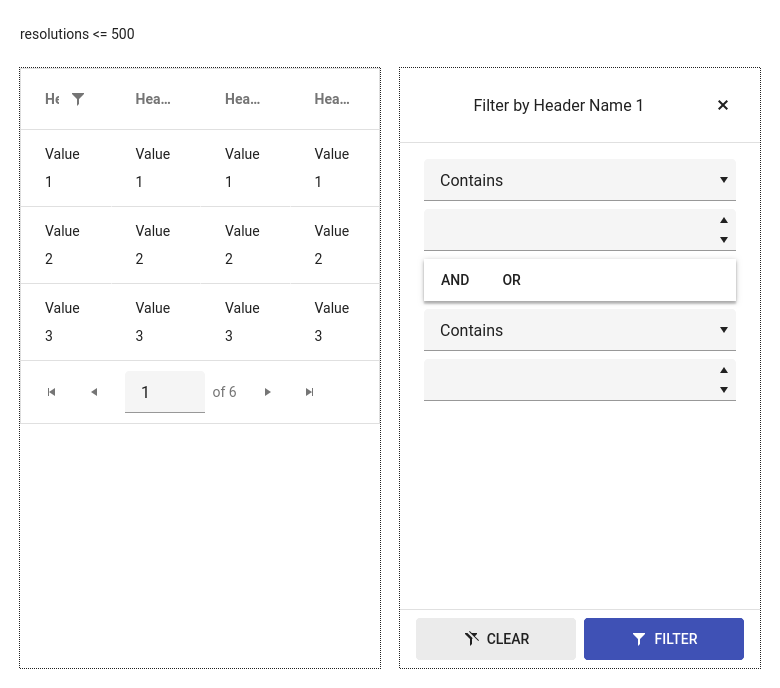 resolutions <= 500
He
Hea...
Hea...
Hea...
Value 1
Value 1
Value 1
Value 1
Value 2
Value 2
Value 2
Value 2
Value 3
Value 3
Value 3
Value 3
1 of 6
Filter by Header Name 1
Contains
AND OR
Contains
CLEAR FILTER